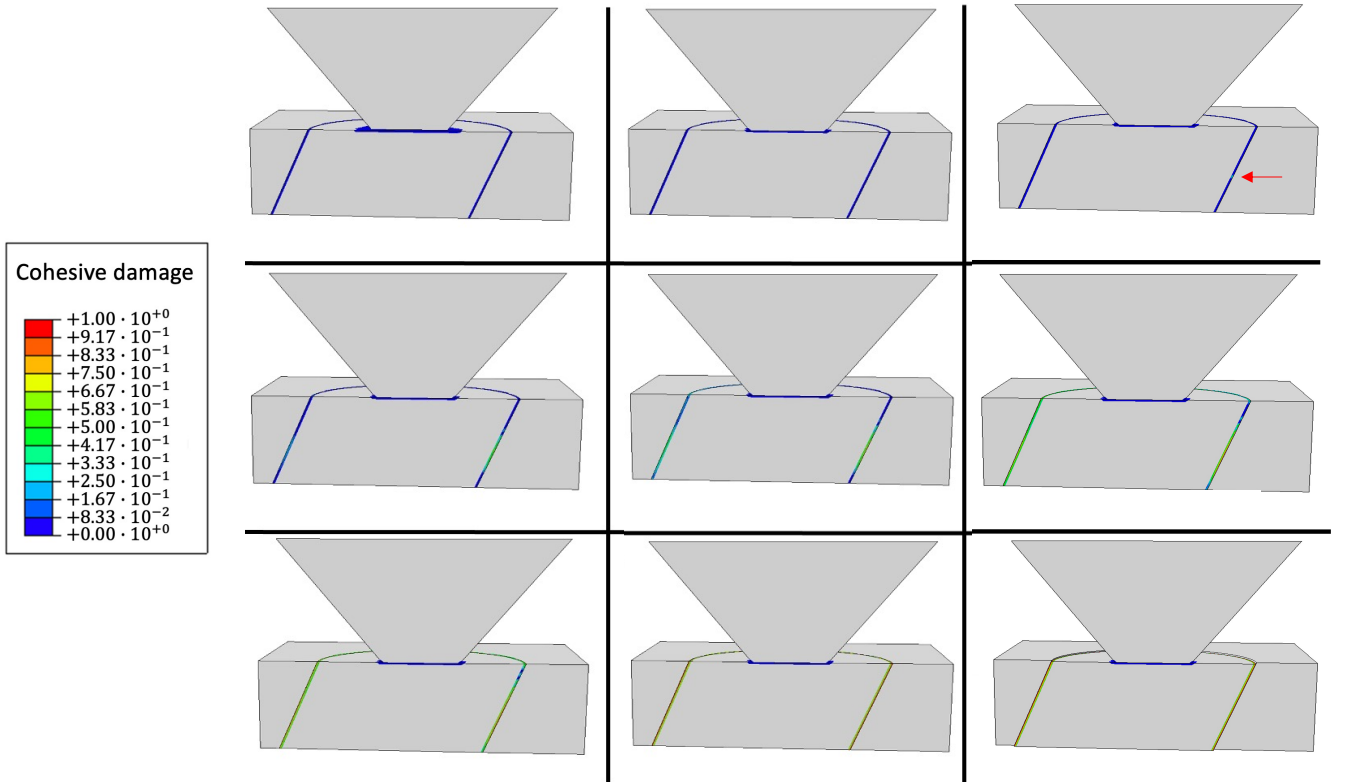 Cohesive damage
+1.00 · 10⁺⁰
+9.17 · 10⁻¹
+8.33 · 10⁻¹
+7.50 · 10⁻¹
+6.67 · 10⁻¹
+5.83 · 10⁻¹
+5.00 · 10⁻¹
+4.17 · 10⁻¹
+3.33 · 10⁻¹
+2.50 · 10⁻¹
+1.67 · 10⁻¹
+8.33 · 10⁻²
+0.00 · 10⁺⁰